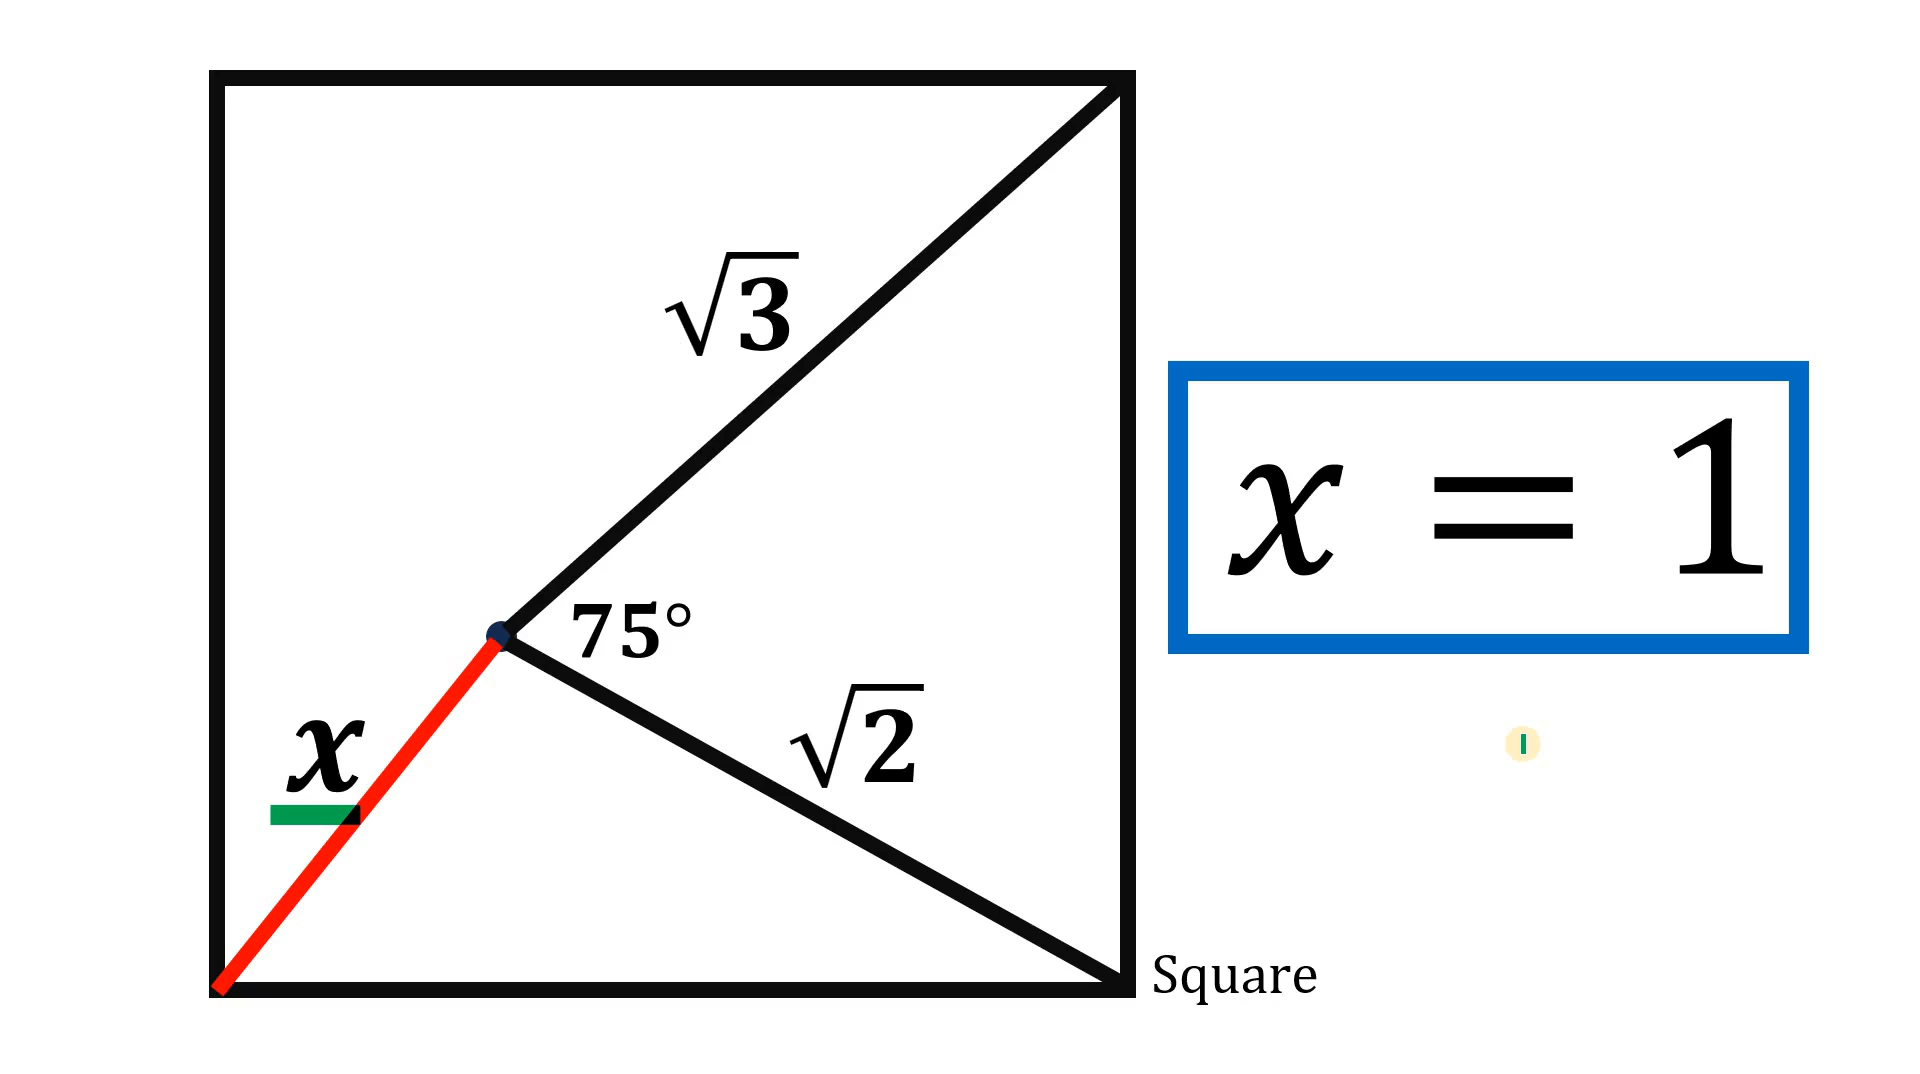 √3
x = 1
75°
√2
x
Square